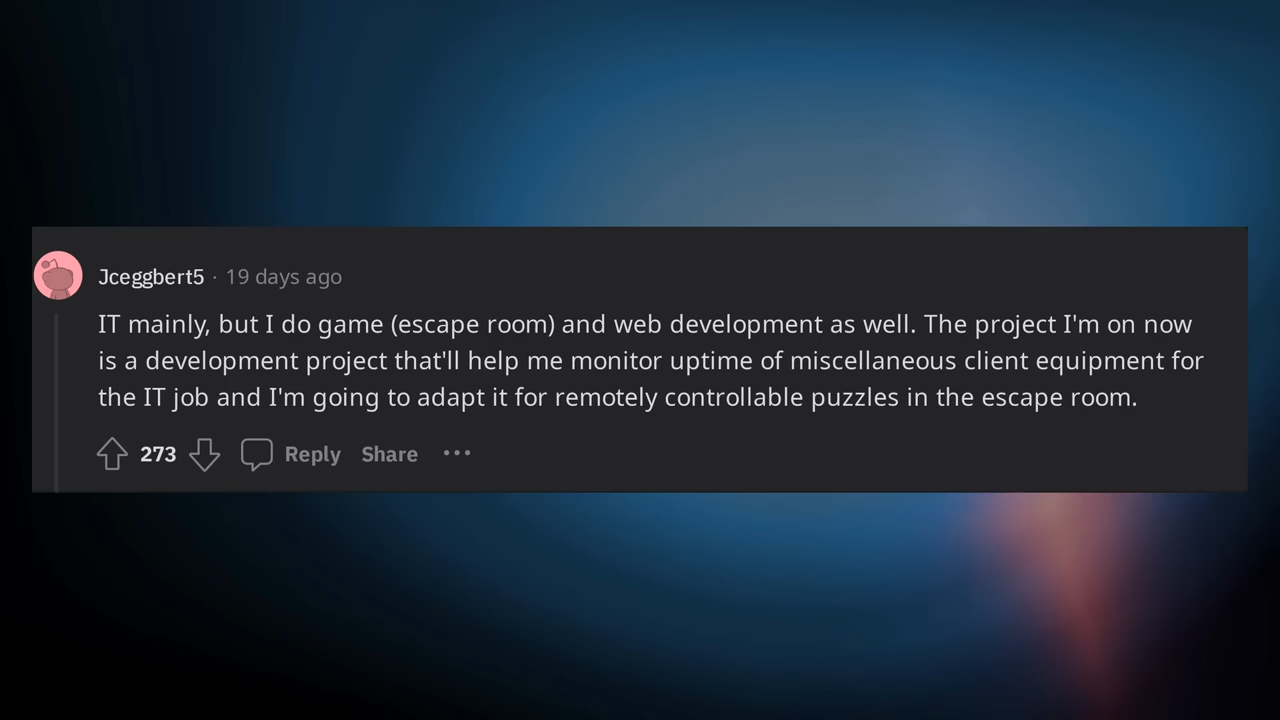 Jceggbert5 · 19 days ago
IT mainly, but I do game (escape room) and web development as well. The project I'm on now
is a development project that'll help me monitor uptime of miscellaneous client equipment for
the IT job and I'm going to adapt it for remotely controllable puzzles in the escape room.
273 Reply Share ···